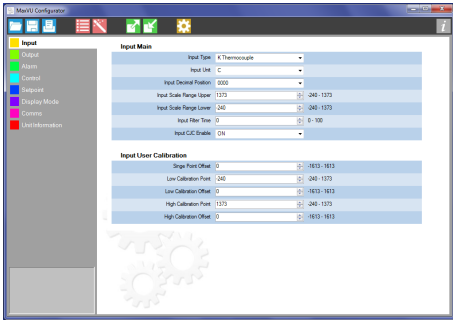 MaxVU Configurator
i
Input
Output
Alarm
Control
Setpoint
Display Mode
Comms
Unit Information
Input Main
Input Type K Thermocouple
Input Unit C
Input Decimal Position 0000
Input Scale Range Upper 1373 -240 - 1373
Input Scale Range Lower -240 -240 - 1373
Input Filter Time 0 0 - 100
Input CJC Enable ON
Input User Calibration
Singe Point Offset 0 -1613 - 1613
Low Calibration Point -240 -240 - 1373
Low Calibration Offset 0 -1613 - 1613
High Calibration Point 1373 -240 - 1373
High Calibration Offset 0 -1613 - 1613